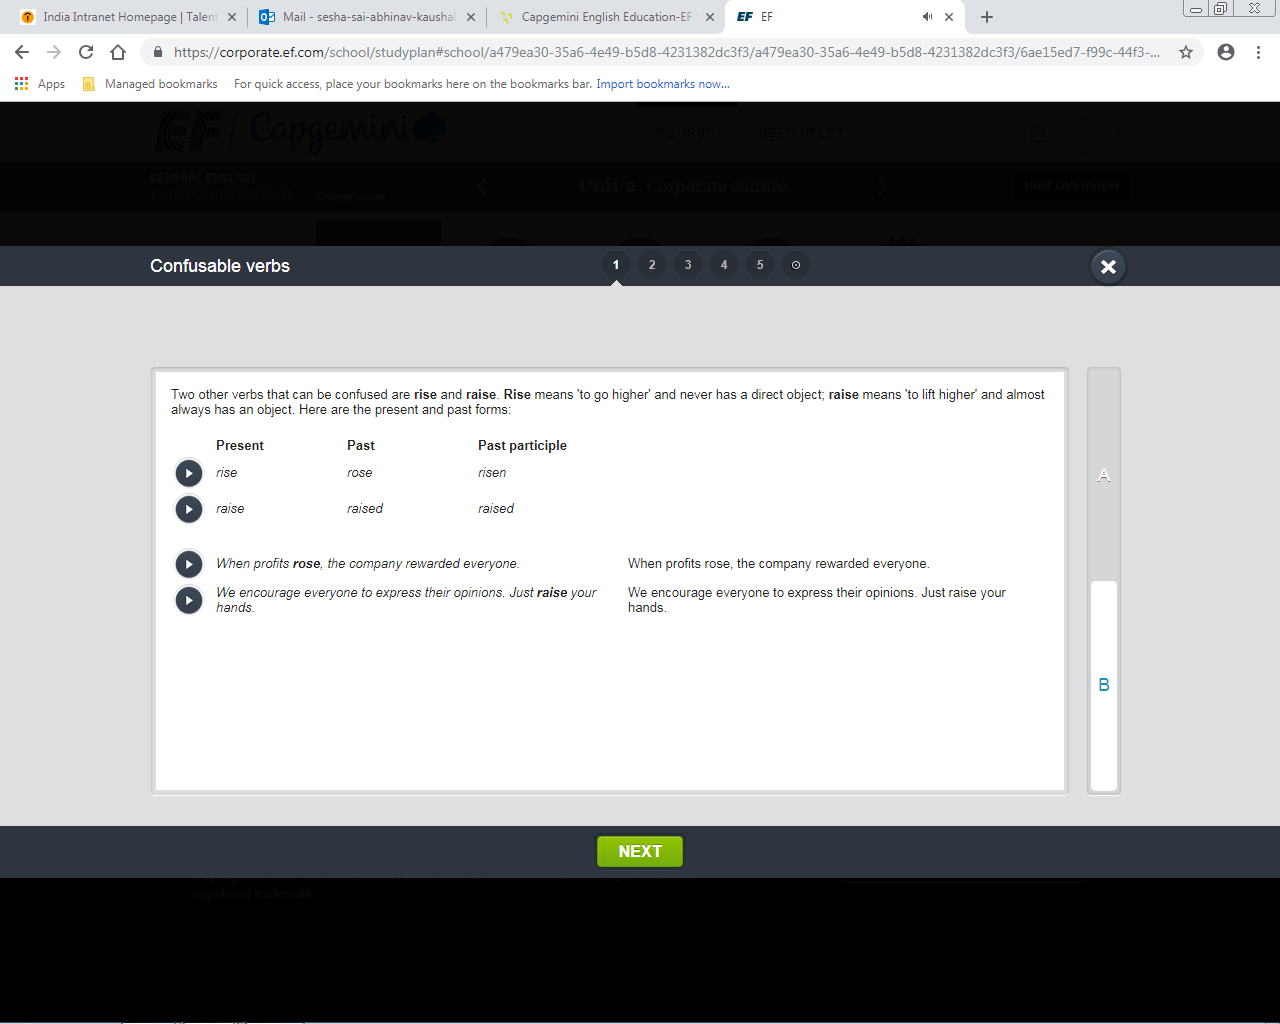 India Intranet Homepage | Talent
Mail - sesha-sai-abhinav-kaushal
Capgemini English Education-EF
EF EF
https://corporate.ef.com/school/studyplan#school/a479ea30-35a6-4e49-b5d8-4231382dc3f3/a479ea30-35a6-4e49-b5d8-4231382dc3f3/6ae15ed7-f99c-44f3-...
Apps Managed bookmarks For quick access, place your bookmarks here on the bookmarks bar. Import bookmarks now...
EF Capgemini COURSE NEED HELP?
GENERAL ENGLISH
Unit 2 Corporate culture UNIT OVERVIEW
Change course
Confusable verbs 1 2 3 4 5
Two other verbs that can be confused are rise and raise. Rise means 'to go higher' and never has a direct object; raise means 'to lift higher' and almost
always has an object. Here are the present and past forms:
Present Past Past participle
rise rose risen
raise raised raised
When profits rose, the company rewarded everyone. When profits rose, the company rewarded everyone.
We encourage everyone to express their opinions. Just raise your We encourage everyone to express their opinions. Just raise your
hands. hands.
A
B
NEXT
registered trademark